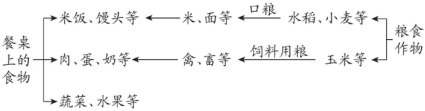 餐桌上的食物
米饭、馒头等 米、面等 口粮 水稻、小麦等
肉、蛋、奶等 禽、畜等 饲料用粮 玉米等
蔬菜、水果等
粮食作物